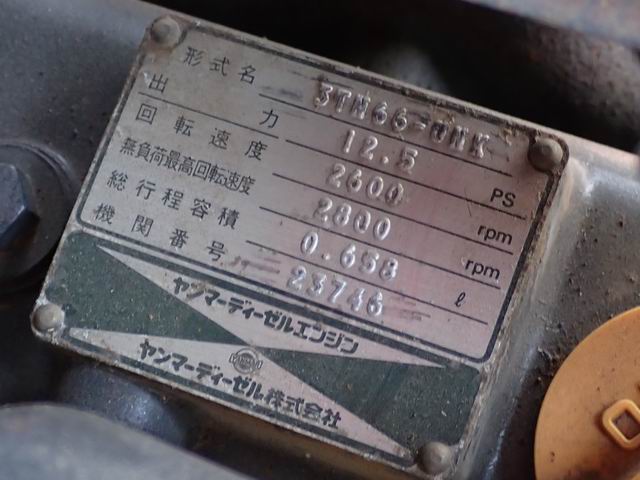 形式名 3TN66-UNK
出力 12.5 PS
回転速度 2600 rpm
無負荷最高回転速度 2800 rpm
総行程容積 0.658 ℓ
機関番号 23746
ヤンマーディーゼルエンジン
ヤンマーディーゼル株式会社